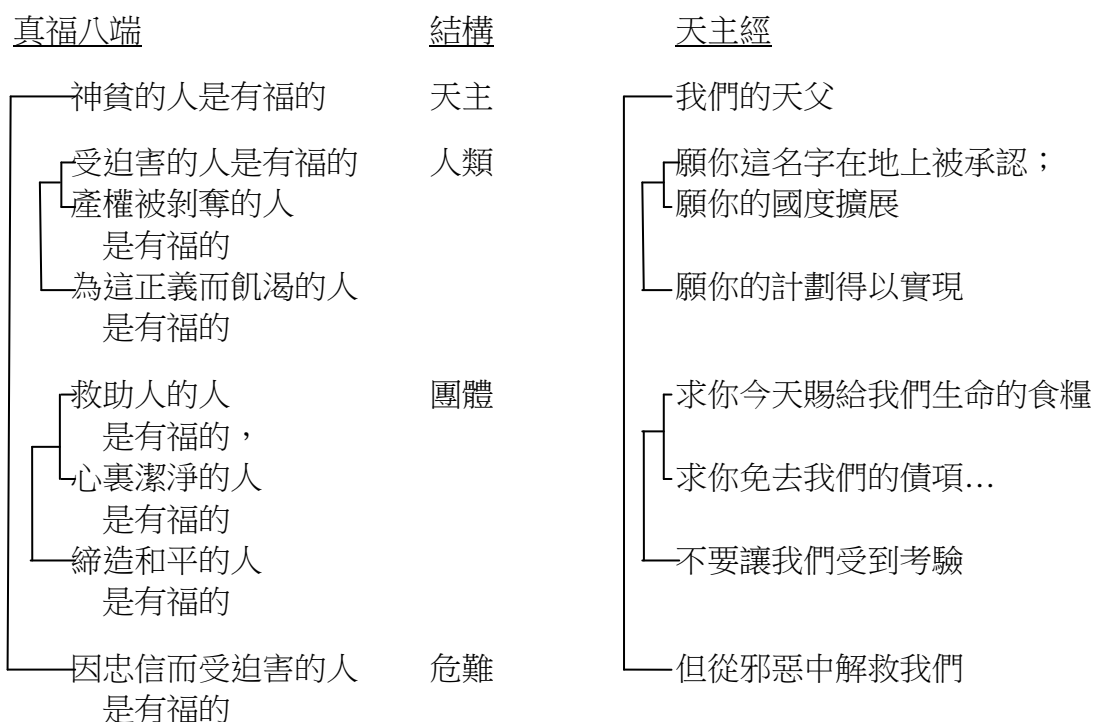 真福八端 結構 天主經
神貧的人是有福的 天主 我們的天父
受迫害的人是有福的 人類 願你這名字在地上被承認；
產權被剝奪的人 願你的國度擴展
是有福的
為這正義而飢渴的人 願你的計劃得以實現
是有福的
救助人的人 團體 求你今天賜給我們生命的食糧
是有福的，
心裏潔淨的人 求你免去我們的債項...
是有福的
締造和平的人 不要讓我們受到考驗
是有福的
因忠信而受迫害的人 危難 但從邪惡中解救我們
是有福的